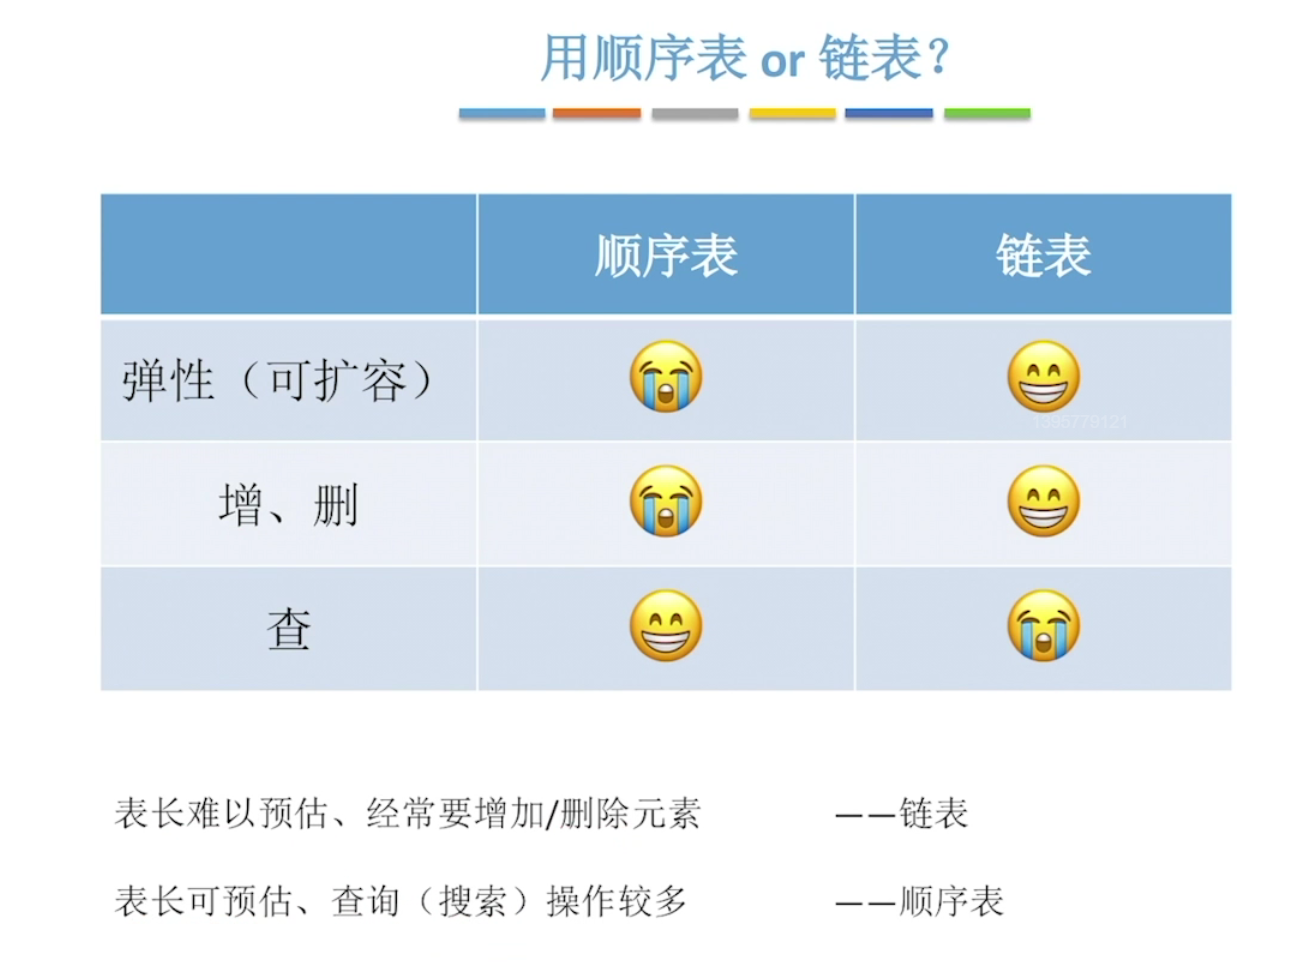 用顺序表 or 链表？
顺序表 链表
弹性（可扩容）
1395779121
增、删
查
表长难以预估、经常要增加/删除元素 ——链表
表长可预估、查询（搜索）操作较多 ——顺序表